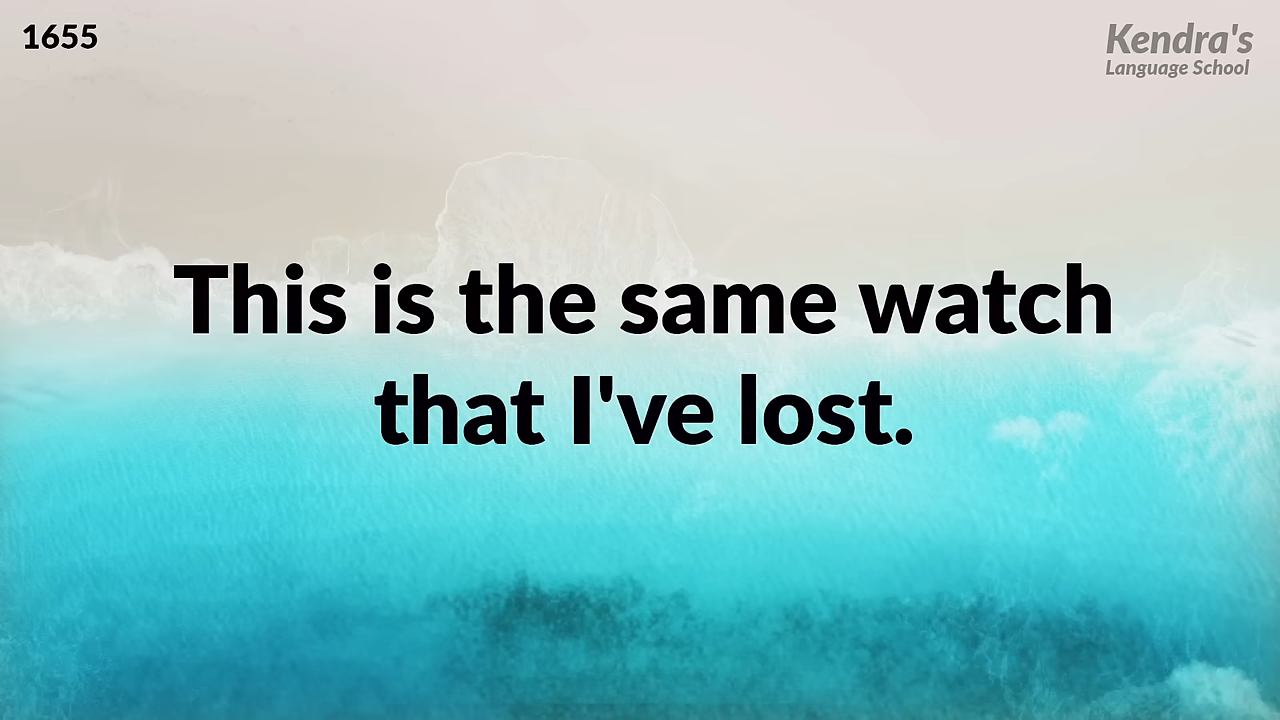 1655
Kendra's
Language School
This is the same watch
that I've lost.